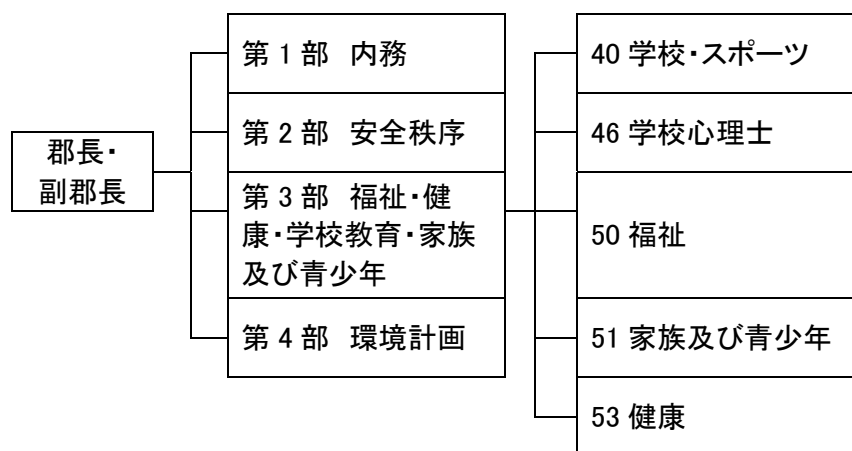 郡長・
副郡長
第 1 部 内務
第 2 部 安全秩序
第 3 部 福祉・健
康・学校教育・家族
及び青少年
第 4 部 環境計画
40 学校・スポーツ
46 学校心理士
50 福祉
51 家族及び青少年
53 健康